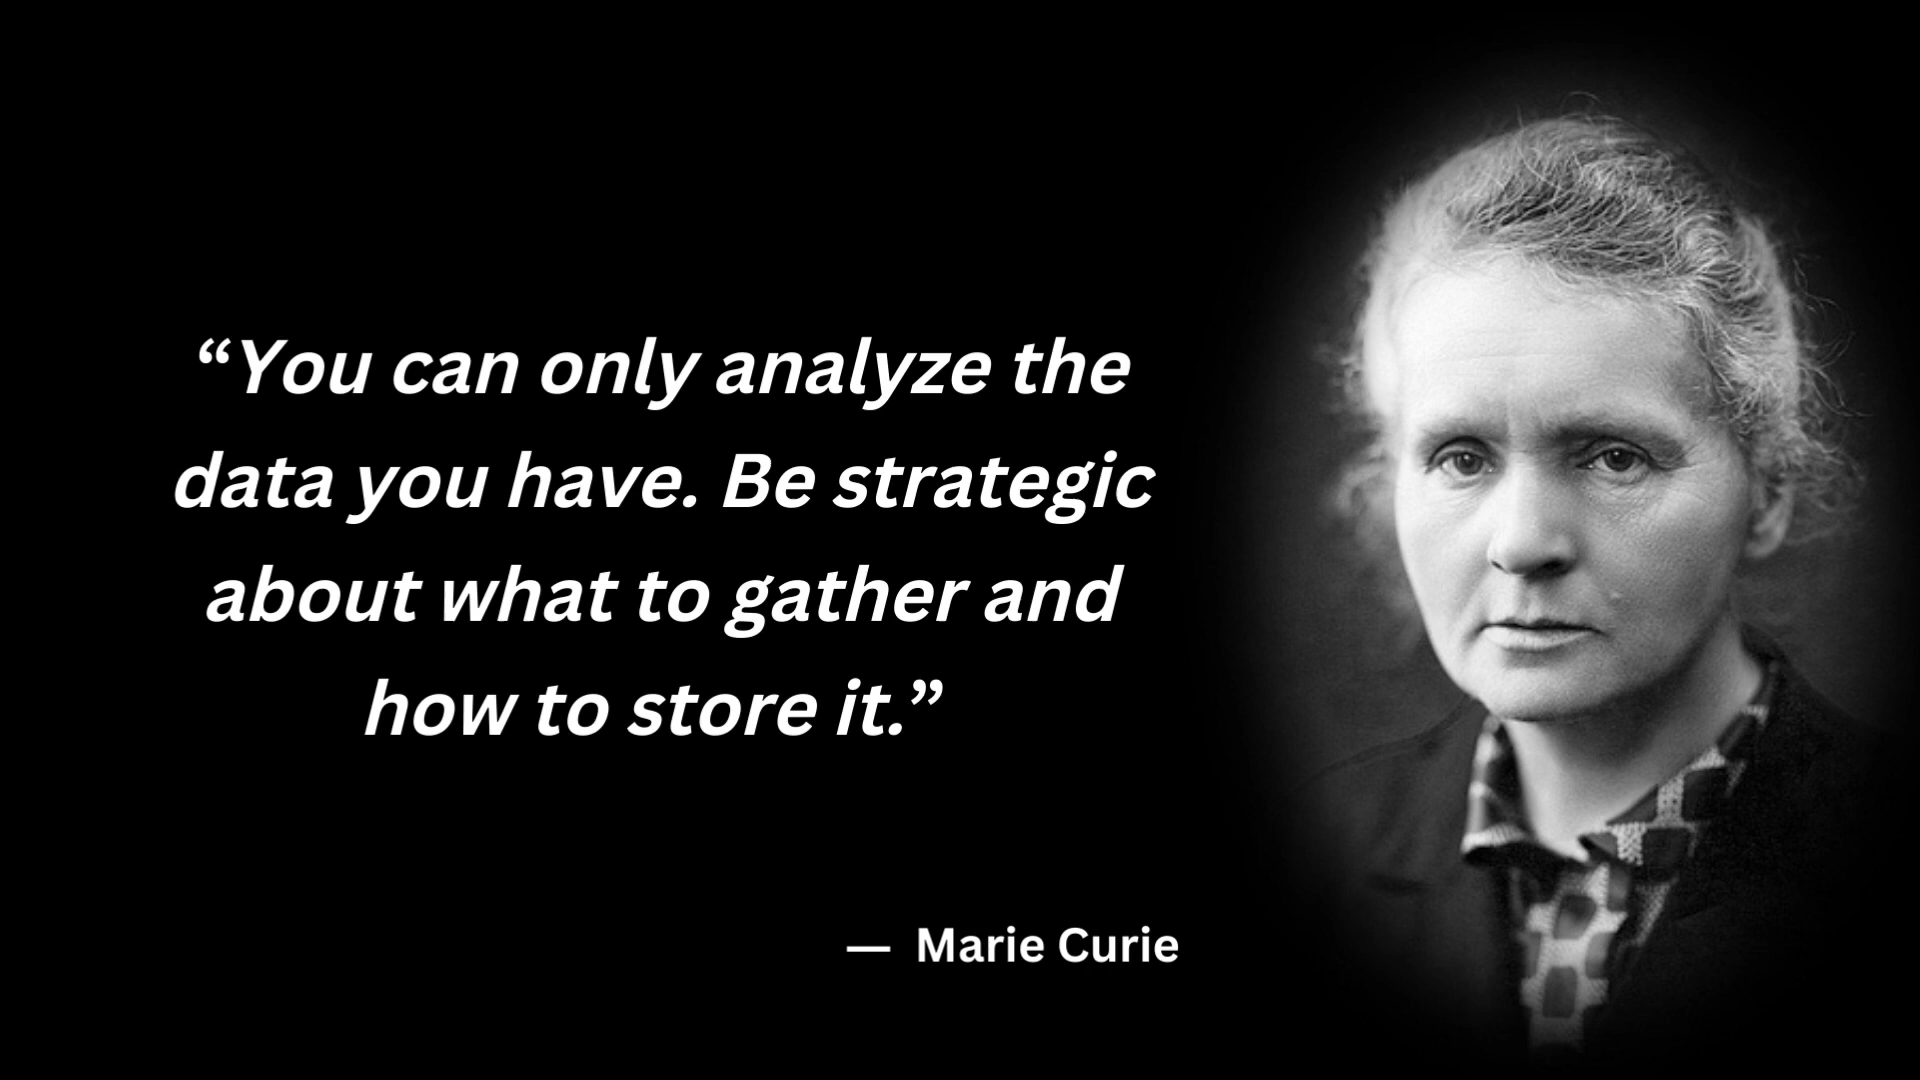 “You can only analyze the
data you have. Be strategic
about what to gather and
how to store it.”
— Marie Curie